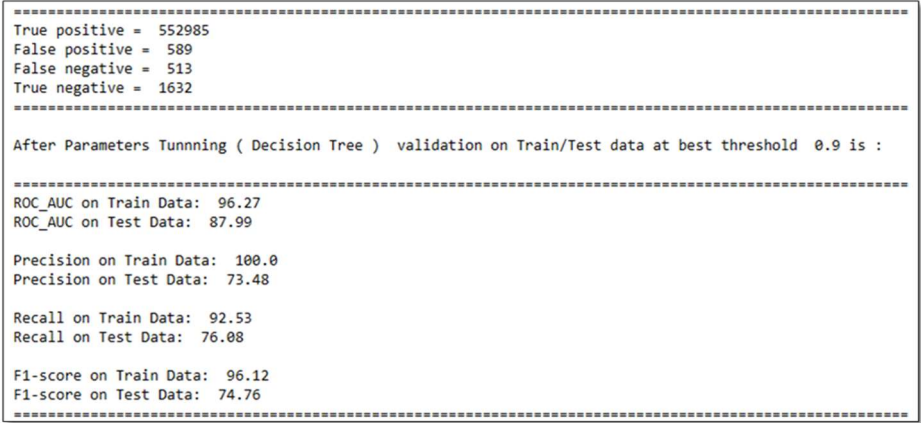 ====================================================================================================
True positive =  552985
False positive =  589
False negative =  513
True negative =  1632
====================================================================================================
After Parameters Tunnning ( Decision Tree )  validation on Train/Test data at best threshold  0.9 is :
====================================================================================================
ROC_AUC on Train Data:  96.27
ROC_AUC on Test Data:  87.99
Precision on Train Data:  100.0
Precision on Test Data:  73.48
Recall on Train Data:  92.53
Recall on Test Data:  76.08
F1-score on Train Data:  96.12
F1-score on Test Data:  74.76
====================================================================================================